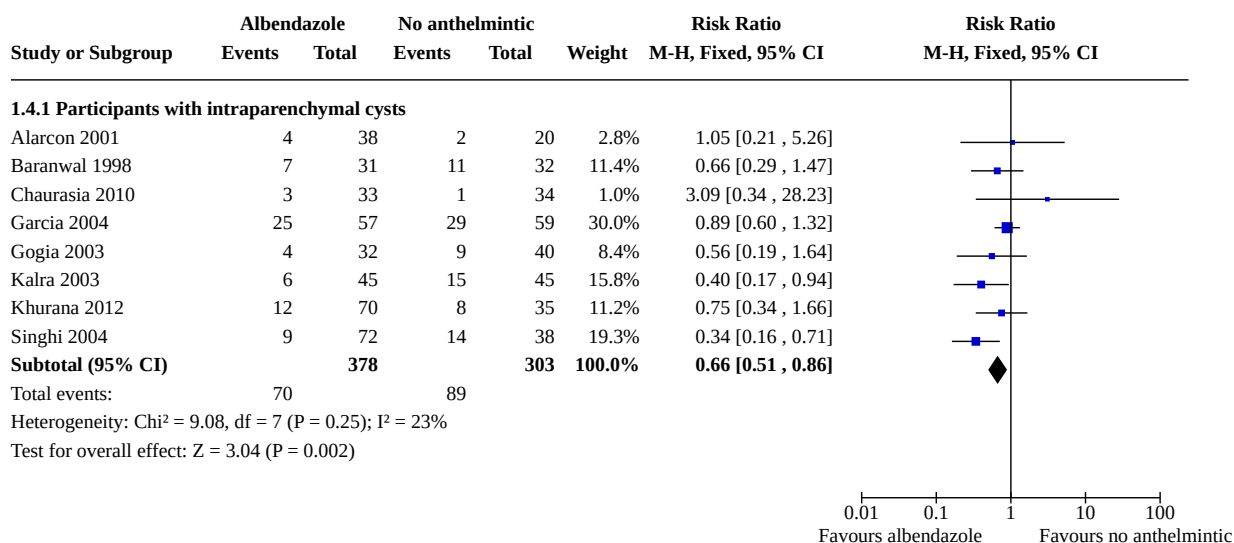 Albendazole No anthelmintic Risk Ratio Risk Ratio
Study or Subgroup Events Total Events Total Weight M-H, Fixed, 95% CI M-H, Fixed, 95% CI
1.4.1 Participants with intraparenchymal cysts
Alarcon 2001 4 38 2 20 2.8% 1.05 [0.21 , 5.26]
Baranwal 1998 7 31 11 32 11.4% 0.66 [0.29 , 1.47]
Chaurasia 2010 3 33 1 34 1.0% 3.09 [0.34 , 28.23]
Garcia 2004 25 57 29 59 30.0% 0.89 [0.60 , 1.32]
Gogia 2003 4 32 9 40 8.4% 0.56 [0.19 , 1.64]
Kalra 2003 6 45 15 45 15.8% 0.40 [0.17 , 0.94]
Khurana 2012 12 70 8 35 11.2% 0.75 [0.34 , 1.66]
Singhi 2004 9 72 14 38 19.3% 0.34 [0.16 , 0.71]
Subtotal (95% CI) 378 303 100.0% 0.66 [0.51 , 0.86]
Total events: 70 89
Heterogeneity: Chi² = 9.08, df = 7 (P = 0.25); I² = 23%
Test for overall effect: Z = 3.04 (P = 0.002)
0.01 0.1 1 10 100
Favours albendazole Favours no anthelmintic